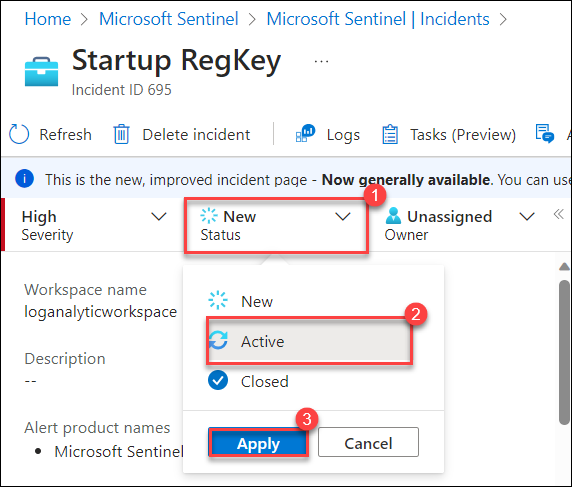 Home > Microsoft Sentinel > Microsoft Sentinel | Incidents >
Startup RegKey ...
Incident ID 695
Refresh Delete incident Logs Tasks (Preview)
This is the new, improved incident page - Now generally available. You can use
1
High New Unassigned
Severity Status Owner
Workspace name
loganalyticworkspace
New
2
Active
Description
--
Closed
Alert product names
3
Microsoft Sentinel
Apply Cancel